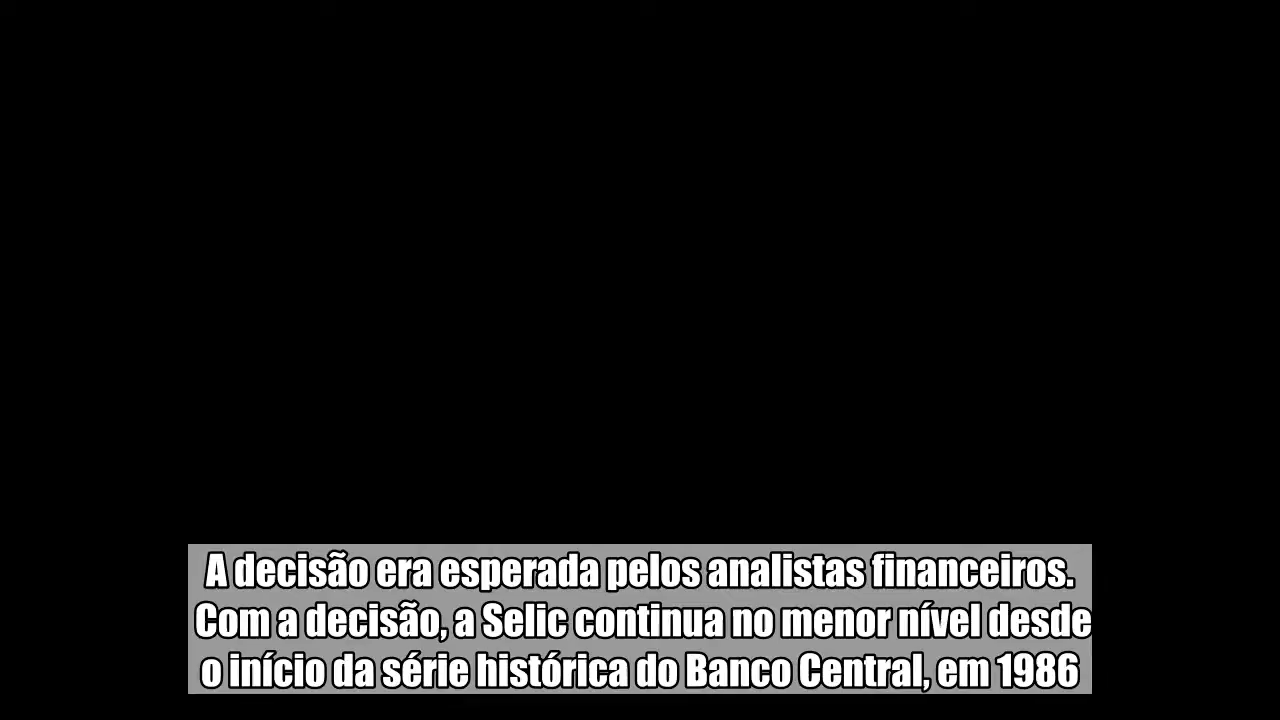 A decisão era esperada pelos analistas financeiros.
Com a decisão, a Selic continua no menor nível desde
o início da série histórica do Banco Central, em 1986